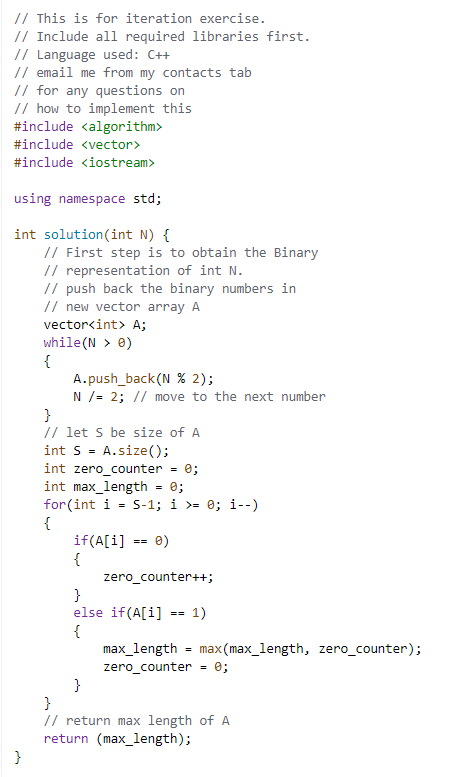 // This is for iteration exercise.
// Include all required libraries first.
// Language used: C++
// email me from my contacts tab
// for any questions on
// how to implement this
#include <algorithm>
#include <vector>
#include <iostream>

using namespace std;

int solution(int N) {
    // First step is to obtain the Binary
    // representation of int N.
    // push back the binary numbers in
    // new vector array A
    vector<int> A;
    while(N > 0)
    {
        A.push_back(N % 2);
        N /= 2; // move to the next number
    }
    // let S be size of A
    int S = A.size();
    int zero_counter = 0;
    int max_length = 0;
    for(int i = S-1; i >= 0; i--)
    {
        if(A[i] == 0)
        {
            zero_counter++;
        }
        else if(A[i] == 1)
        {
            max_length = max(max_length, zero_counter);
            zero_counter = 0;
        }
    }
    // return max length of A
    return (max_length);
}